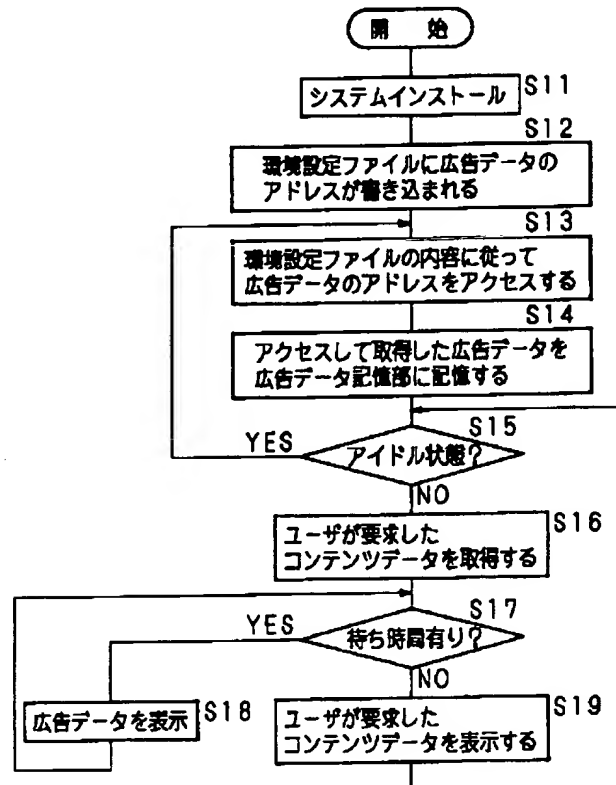 開 始
システムインストール
S11
S12
環境設定ファイルに広告データの
アドレスが書き込まれる
S13
環境設定ファイルの内容に従って
広告データのアドレスをアクセスする
S14
アクセスして取得した広告データを
広告データ記憶部に記憶する
S15
YES
アイドル状態?
NO
S16
ユーザが要求した
コンテンツデータを取得する
S17
YES
待ち時間有り?
NO
広告データを表示
S18
S19
ユーザが要求した
コンテンツデータを表示する